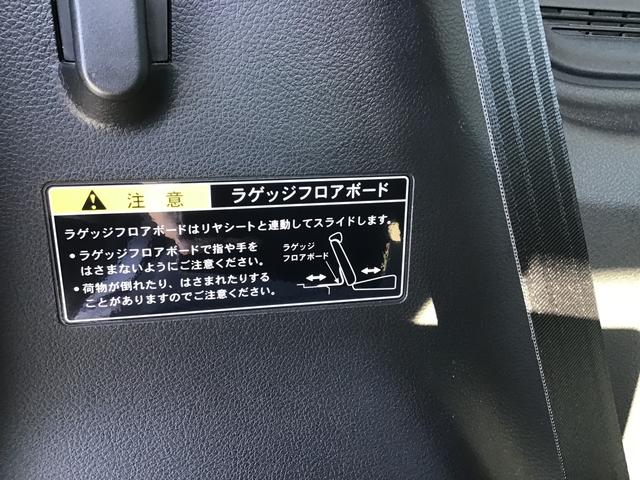 注意 ラゲッジフロアボード
ラゲッジフロアボードはリヤシートと連動してスライドします。
・ラゲッジフロアボードで指や手を
はさまないようにご注意ください。
・荷物が倒れたり、はさまれたりする
ことがありますのでご注意ください。
ラゲッジ
フロアボード